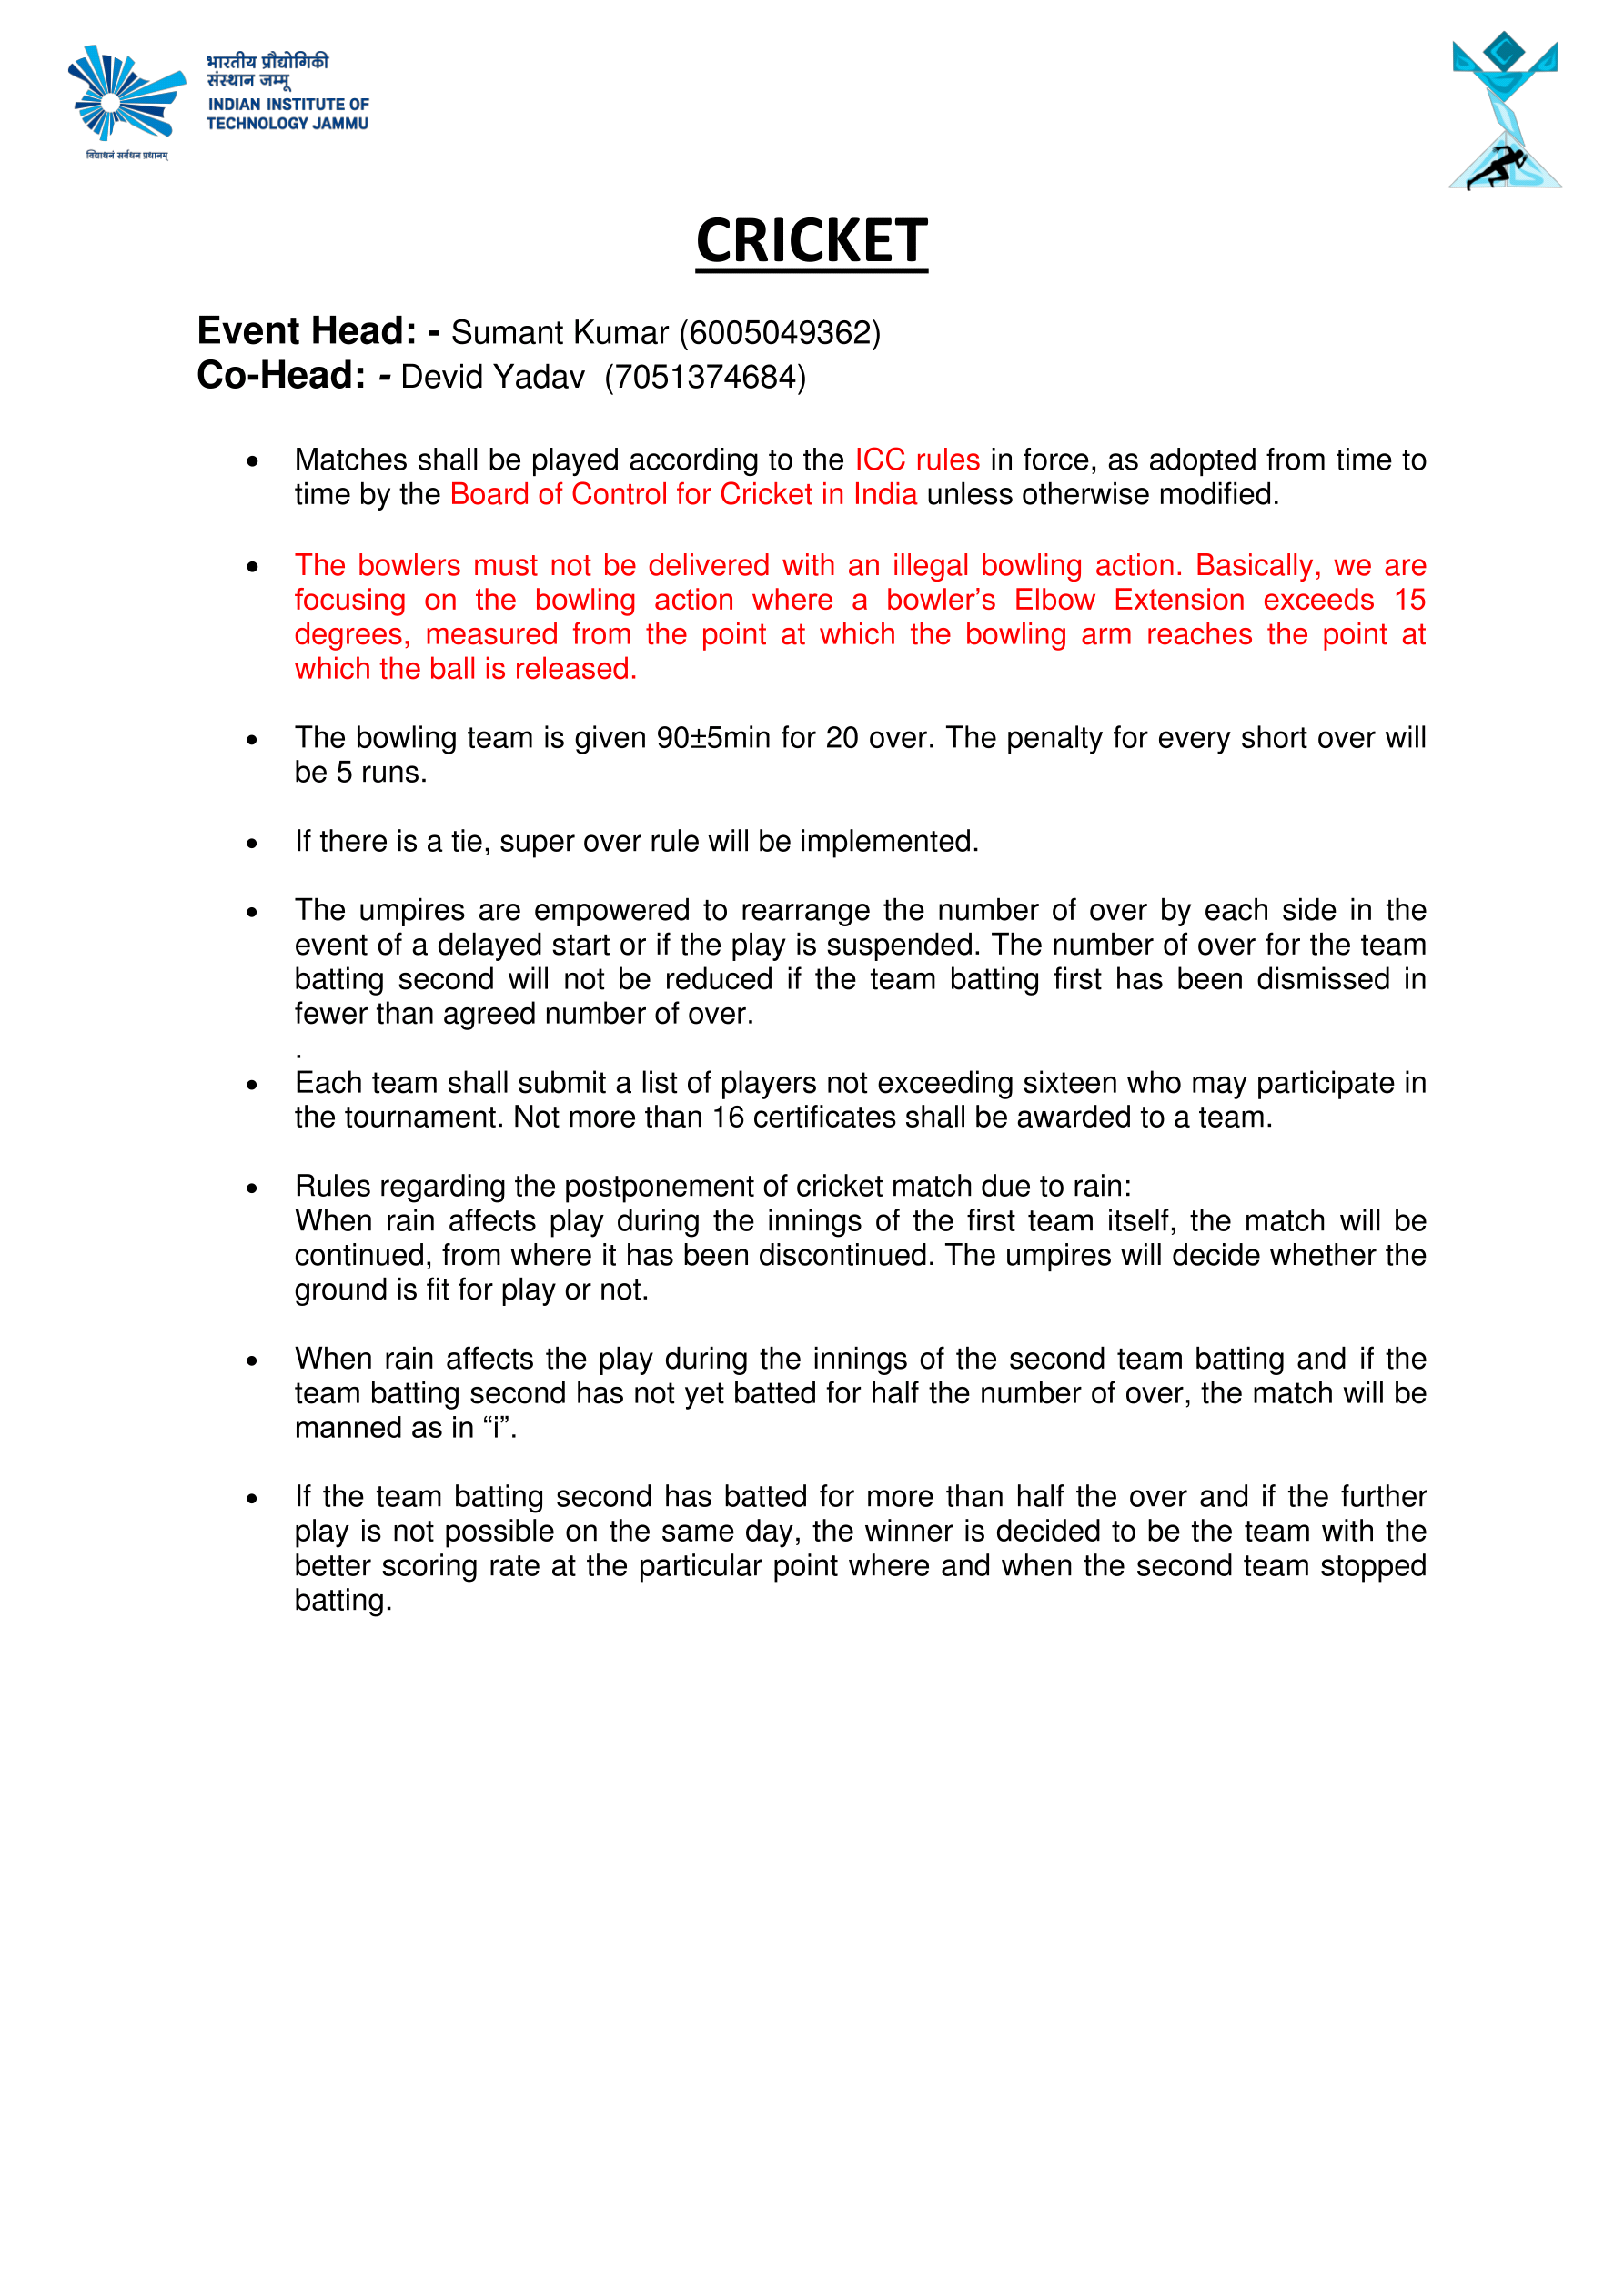 भारतीय प्रौद्योगिकी
संस्थान जम्मू
INDIAN INSTITUTE OF
TECHNOLOGY JAMMU
विद्याधनं सर्वधन प्रधानम्
CRICKET
Event Head: - Sumant Kumar (6005049362)
Co-Head: - Devid Yadav (7051374684)
• Matches shall be played according to the ICC rules in force, as adopted from time to
time by the Board of Control for Cricket in India unless otherwise modified.
• The bowlers must not be delivered with an illegal bowling action. Basically, we are
focusing on the bowling action where a bowler’s Elbow Extension exceeds 15
degrees, measured from the point at which the bowling arm reaches the point at
which the ball is released.
• The bowling team is given 90±5min for 20 over. The penalty for every short over will
be 5 runs.
• If there is a tie, super over rule will be implemented.
• The umpires are empowered to rearrange the number of over by each side in the
event of a delayed start or if the play is suspended. The number of over for the team
batting second will not be reduced if the team batting first has been dismissed in
fewer than agreed number of over.
.
• Each team shall submit a list of players not exceeding sixteen who may participate in
the tournament. Not more than 16 certificates shall be awarded to a team.
• Rules regarding the postponement of cricket match due to rain:
When rain affects play during the innings of the first team itself, the match will be
continued, from where it has been discontinued. The umpires will decide whether the
ground is fit for play or not.
• When rain affects the play during the innings of the second team batting and if the
team batting second has not yet batted for half the number of over, the match will be
manned as in “i”.
• If the team batting second has batted for more than half the over and if the further
play is not possible on the same day, the winner is decided to be the team with the
better scoring rate at the particular point where and when the second team stopped
batting.